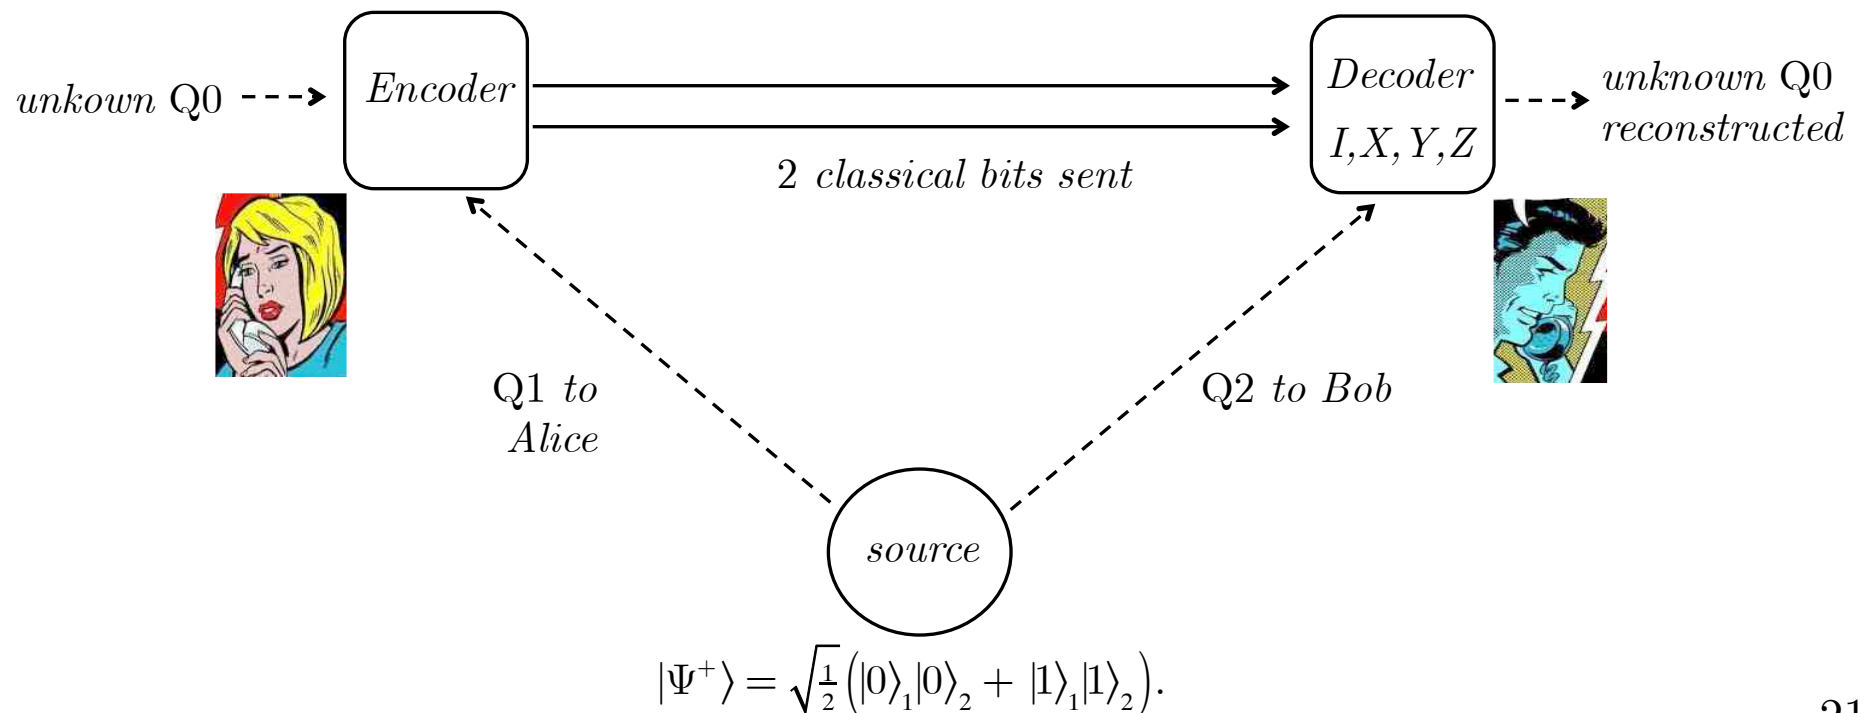 unkown Q0
Encoder
Decoder
I,X,Y,Z
unknown Q0
reconstructed
2 classical bits sent
Q1 to
Alice
Q2 to Bob
source
|Ψ⁺⟩ = √½ (|0⟩₁|0⟩₂ + |1⟩₁|1⟩₂).